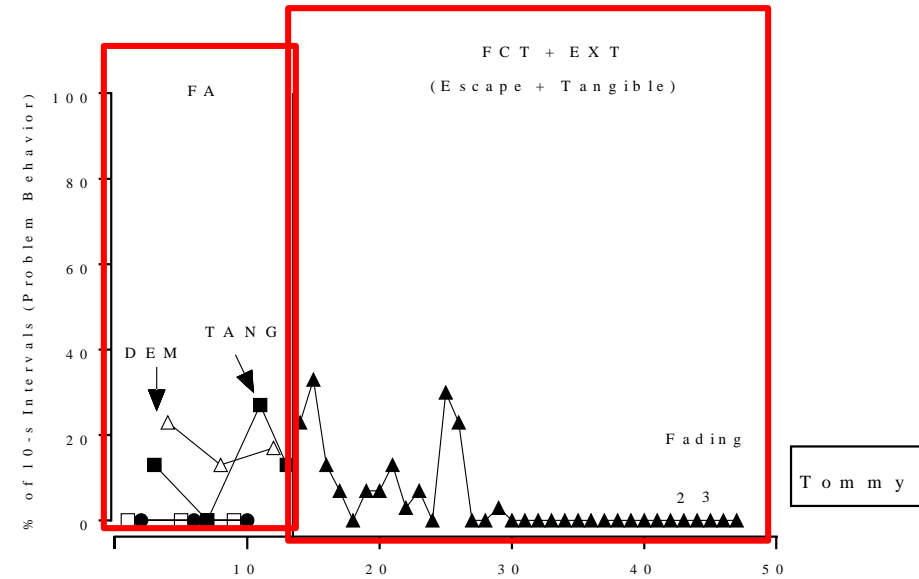 FCT + EXT
(Escape + Tangible)
FA
% of 10-s Intervals (Problem Behavior)
100
80
60
40
20
0
DEM
TANG
Fading
2 3
Tommy
10 20 30 40 50